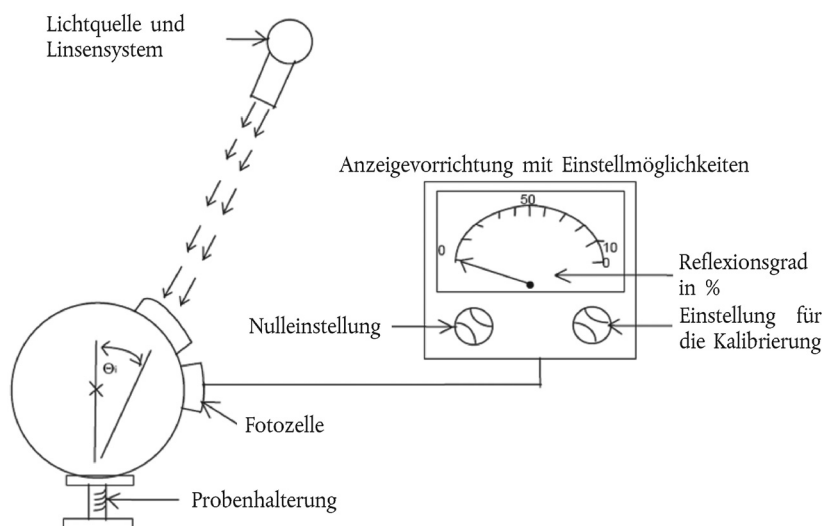 Lichtquelle und
Linsensystem
Anzeigevorrichtung mit Einstellmöglichkeiten
50
0
10
0
Reflexionsgrad
in %
Nulleinstellung
Einstellung für
die Kalibrierung
Θi
Fotozelle
Probenhalterung